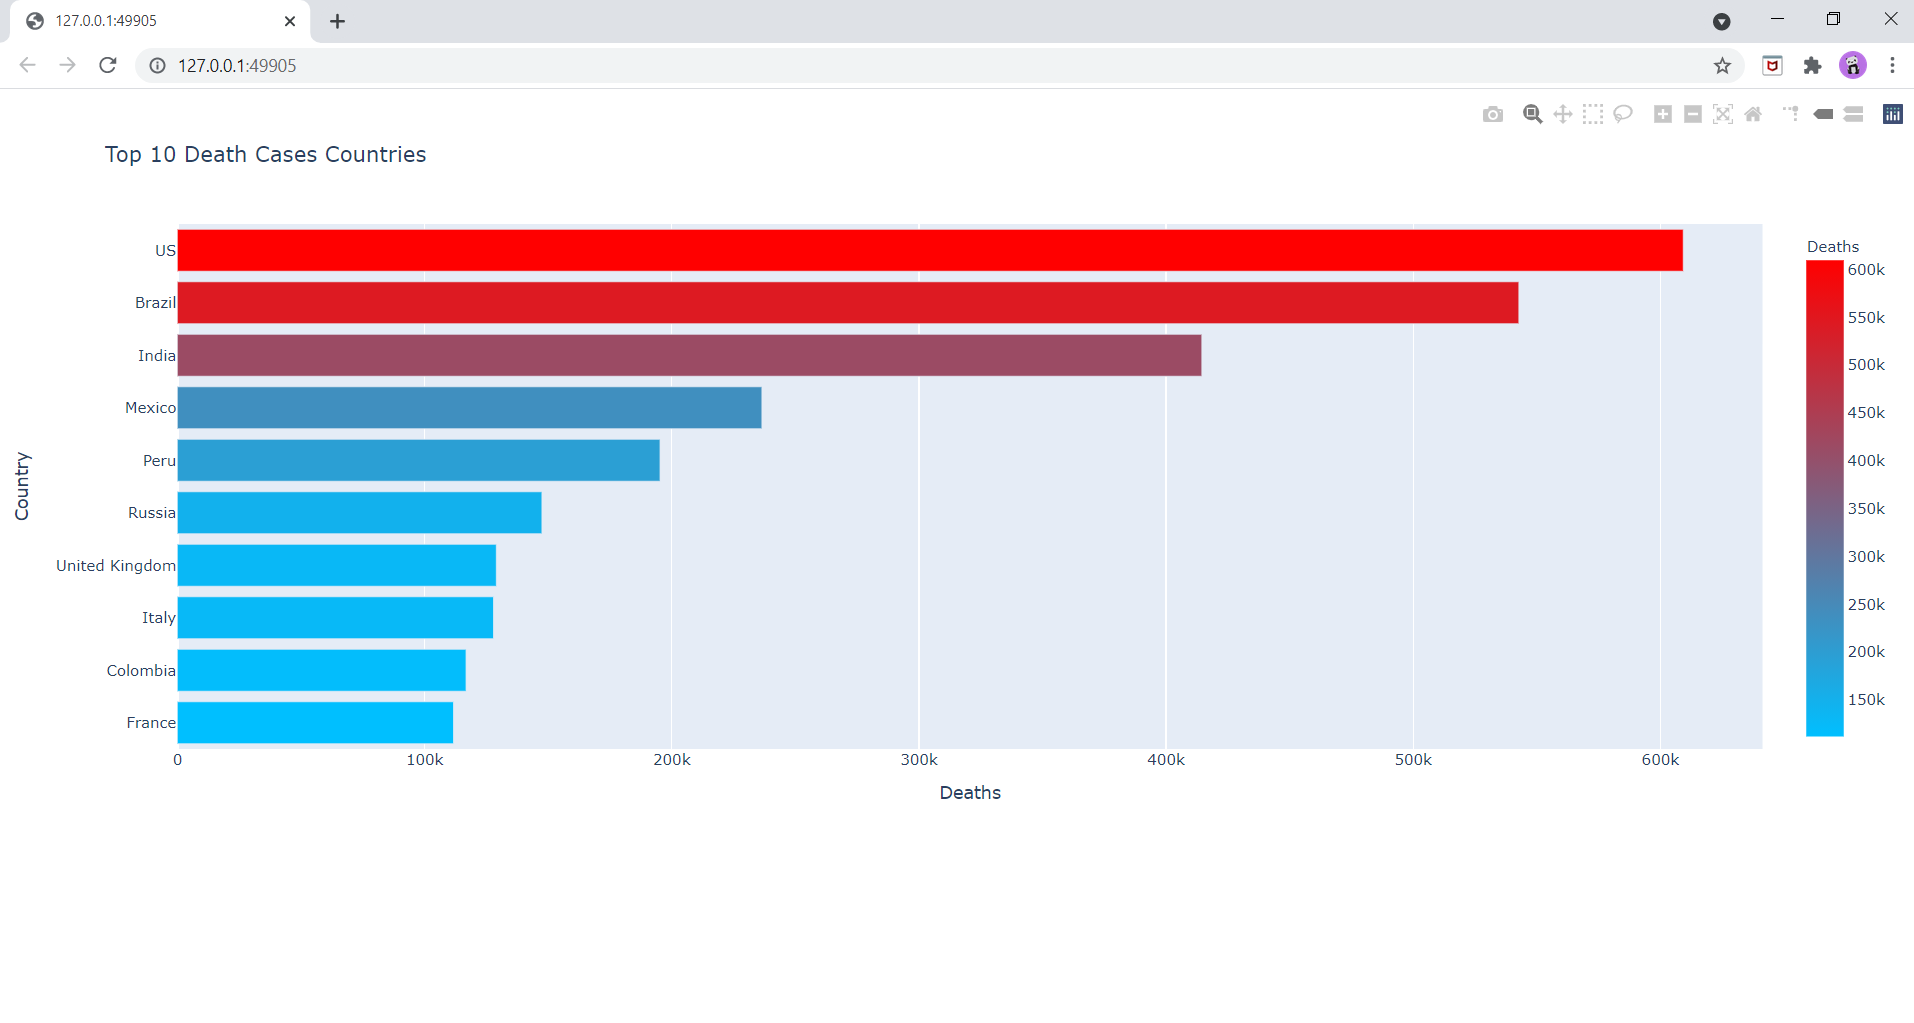 127.0.0.1:49905
127.0.0.1:49905
Top 10 Death Cases Countries
Country
US
Brazil
India
Mexico
Peru
Russia
United Kingdom
Italy
Colombia
France
0 100k 200k 300k 400k 500k 600k
Deaths
Deaths
600k
550k
500k
450k
400k
350k
300k
250k
200k
150k